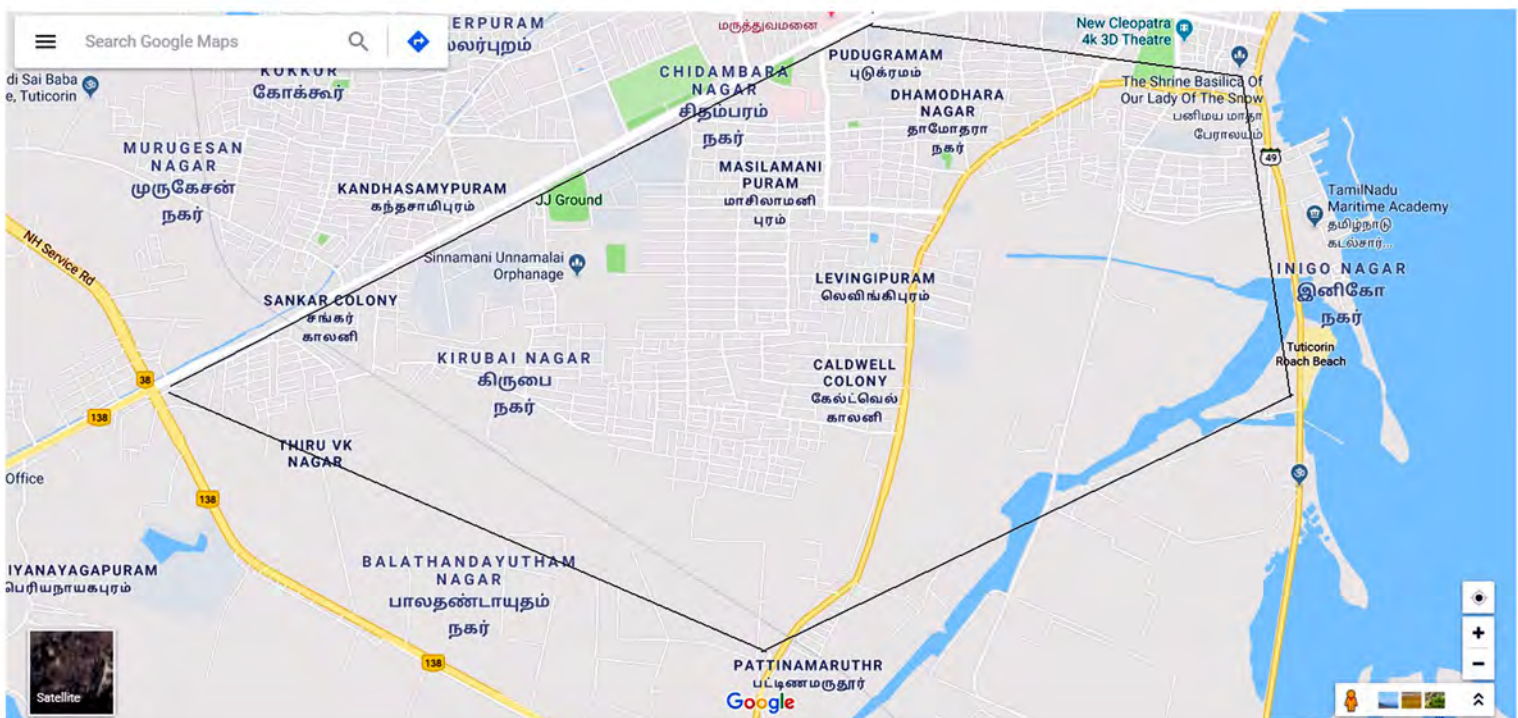 Search Google Maps
ERPURAM
லர்புறம்
மருத்துவமனை
New Cleopatra
4k 3D Theatre
PUDUGRAMAM
புடுக்ரமம்
di Sai Baba
e, Tuticorin
KOKKUR
கோக்கூர்
CHIDAMBARA
NAGAR
சிதம்பரம்
நகர்
DHAMODHARA
NAGAR
தாமோதரா
நகர்
The Shrine Basilica Of
Our Lady Of The Snow
பனிமய மாதா
பேராலயம்
49
MURUGESAN
NAGAR
முருகேசன்
நகர்
KANDHASAMYPURAM
கந்தசாமிபுரம்
JJ Ground
MASILAMANI
PURAM
மாசிலாமணி
புரம்
TamilNadu
Maritime Academy
தமிழ்நாடு
கடல்சார்...
NH Service Rd
Sinnamani Unnamalai
Orphanage
LEVINGIPURAM
லெவிங்கிபுரம்
INIGO NAGAR
இனிகோ
நகர்
SANKAR COLONY
சங்கர்
காலனி
Tuticorin
Roach Beach
KIRUBAI NAGAR
கிருபை
நகர்
CALDWELL
COLONY
கேல்ட்வெல்
காலனி
38
138
THIRU VK
NAGAR
Office
138
IYANAYAGAPURAM
பெரியநாயகபுரம்
BALATHANDAYUTHAM
NAGAR
பாலதண்டாயுதம்
நகர்
138
PATTINAMARUTHR
பட்டிணமருதூர்
Satellite
Google